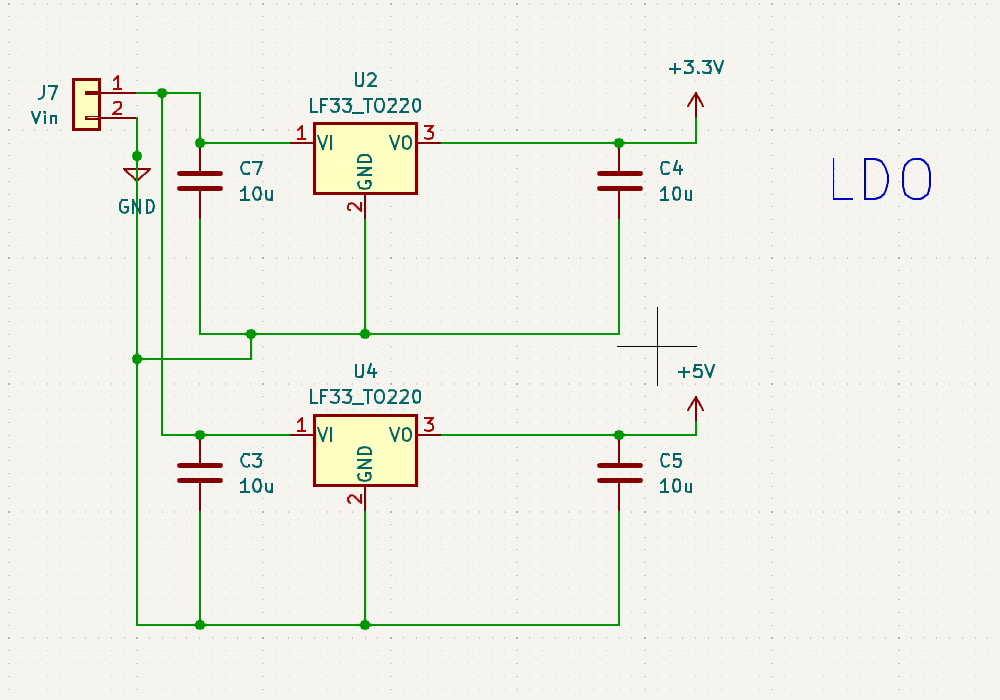 +3.3V
U2
J7
1
LF33_TO220
2
Vin
1
VI
VO
3
GND
2
C7
10u
C4
10u
LDO
GND
+5V
U4
LF33_TO220
1
VI
VO
3
GND
2
C3
10u
C5
10u